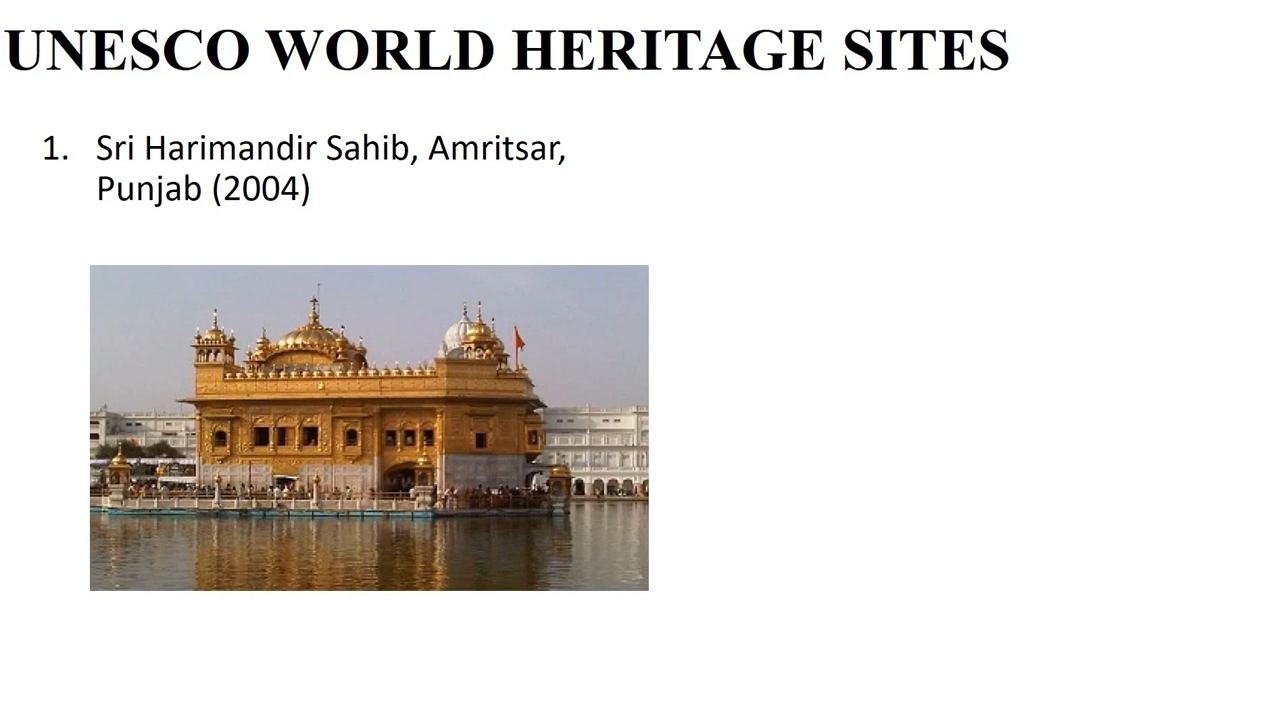 UNESCO WORLD HERITAGE SITES
1. Sri Harimandir Sahib, Amritsar,
Punjab (2004)